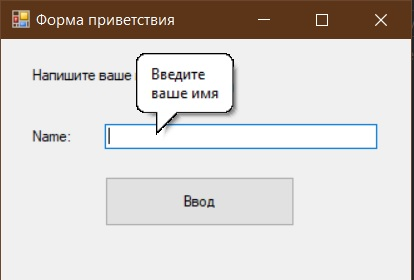 Форма приветствия
Напишите ваше
Введите
ваше имя
Name:
Ввод